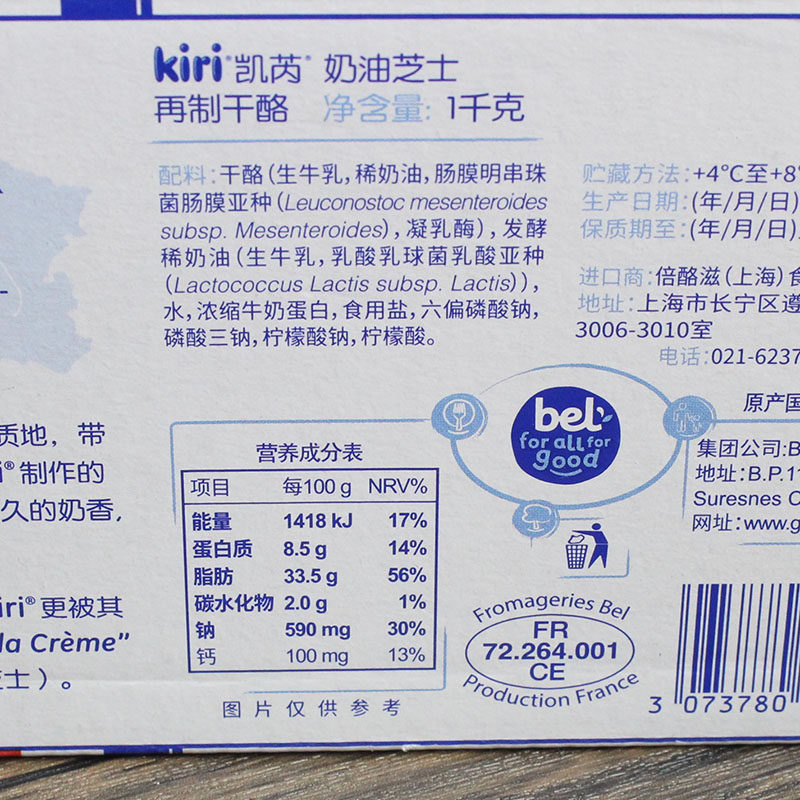 kiri® 凯芮® 奶油芝士
再制干酪 净含量: 1千克
配料:干酪(生牛乳,稀奶油,肠膜明串珠
菌肠膜亚种(Leuconostoc mesenteroides
subsp. Mesenteroides),凝乳酶),发酵
稀奶油(生牛乳,乳酸乳球菌乳酸亚种
(Lactococcus Lactis subsp. Lactis)),
水,浓缩牛奶蛋白,食用盐,六偏磷酸钠,
磷酸三钠,柠檬酸钠,柠檬酸。
贮藏方法:+4°C至+8°
生产日期:(年/月/日)
保质期至:(年/月/日)
进口商:倍酪滋(上海)食
地址:上海市长宁区遵
3006-3010室
电话:021-6237
bel
for all for
good
原产国
集团公司:B
地址:B.P.1
Suresnes C
网址:www.g
质地,带
i®制作的
久的奶香,
iri®更被其
la Crème"
芝士)。
营养成分表
项目 每100 g NRV%
能量 1418 kJ 17%
蛋白质 8.5 g 14%
脂肪 33.5 g 56%
碳水化物 2.0 g 1%
钠 590 mg 30%
钙 100 mg 13%
图片仅供参考
Fromageries Bel
FR
72.264.001
CE
Production France
3 073780